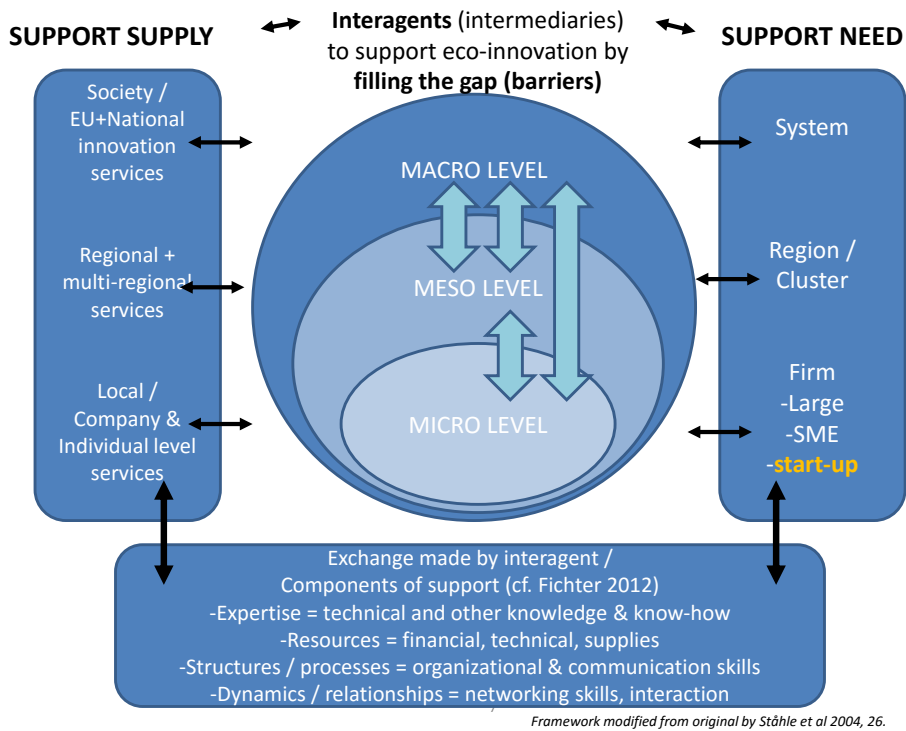 SUPPORT SUPPLY
Interagents (intermediaries)
to support eco-innovation by
filling the gap (barriers)
SUPPORT NEED
Society /
EU+National
innovation
services
Regional +
multi-regional
services
Local /
Company &
Individual level
services
MACRO LEVEL
MESO LEVEL
MICRO LEVEL
System
Region /
Cluster
Firm
-Large
-SME
-start-up
Exchange made by interagent /
Components of support (cf. Fichter 2012)
-Expertise = technical and other knowledge & know-how
-Resources = financial, technical, supplies
-Structures / processes = organizational & communication skills
-Dynamics / relationships = networking skills, interaction
Framework modified from original by Ståhle et al 2004, 26.